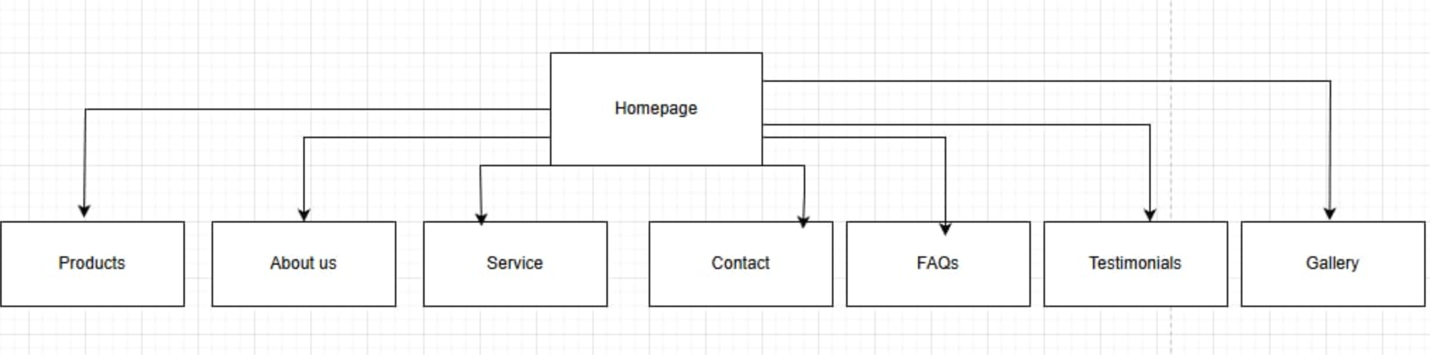 Homepage
Products
About us
Service
Contact
FAQs
Testimonials
Gallery